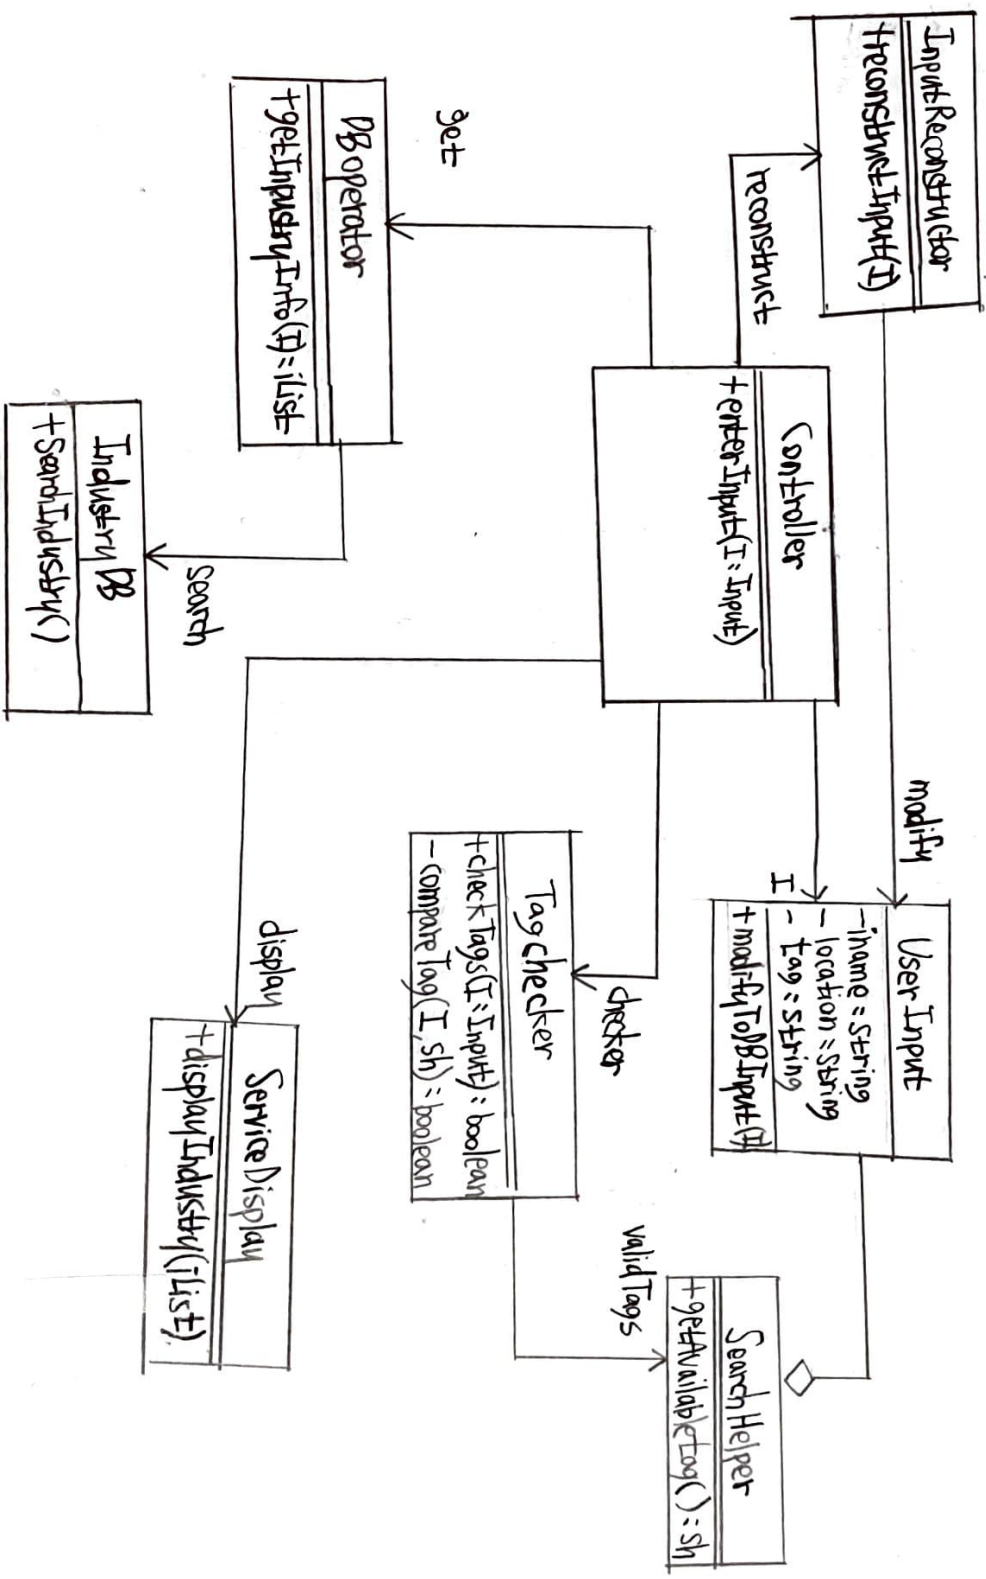 InputReconstructor
+reconstructInput(I)
modify
UserInput
-iname=String
-location=String
- tag=String
+modifyToDBInput(I)
I
reconstruct
Controller
+enterInput(I=Input)
get
DBoperator
+getIndustryInfo(I)=iList
search
IndustryDB
+SearchIndustry()
checker
TagChecker
+checkTags(I=Input)=boolean
-compareTag(I,sh)=boolean
validTags
SearchHelper
+getAvailabletag()=sh
display
ServiceDisplay
+displayIndustry(iList)